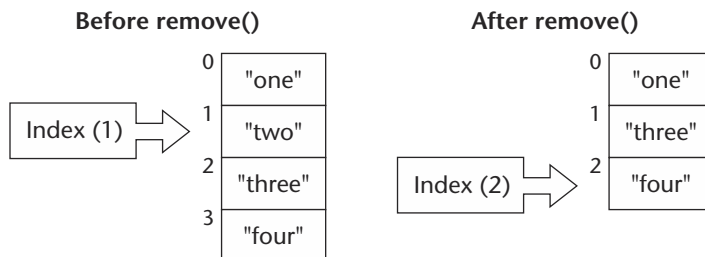 Before remove()
0
"one"
Index (1)
1
"two"
2
"three"
3
"four"
After remove()
0
"one"
1
"three"
Index (2)
2
"four"